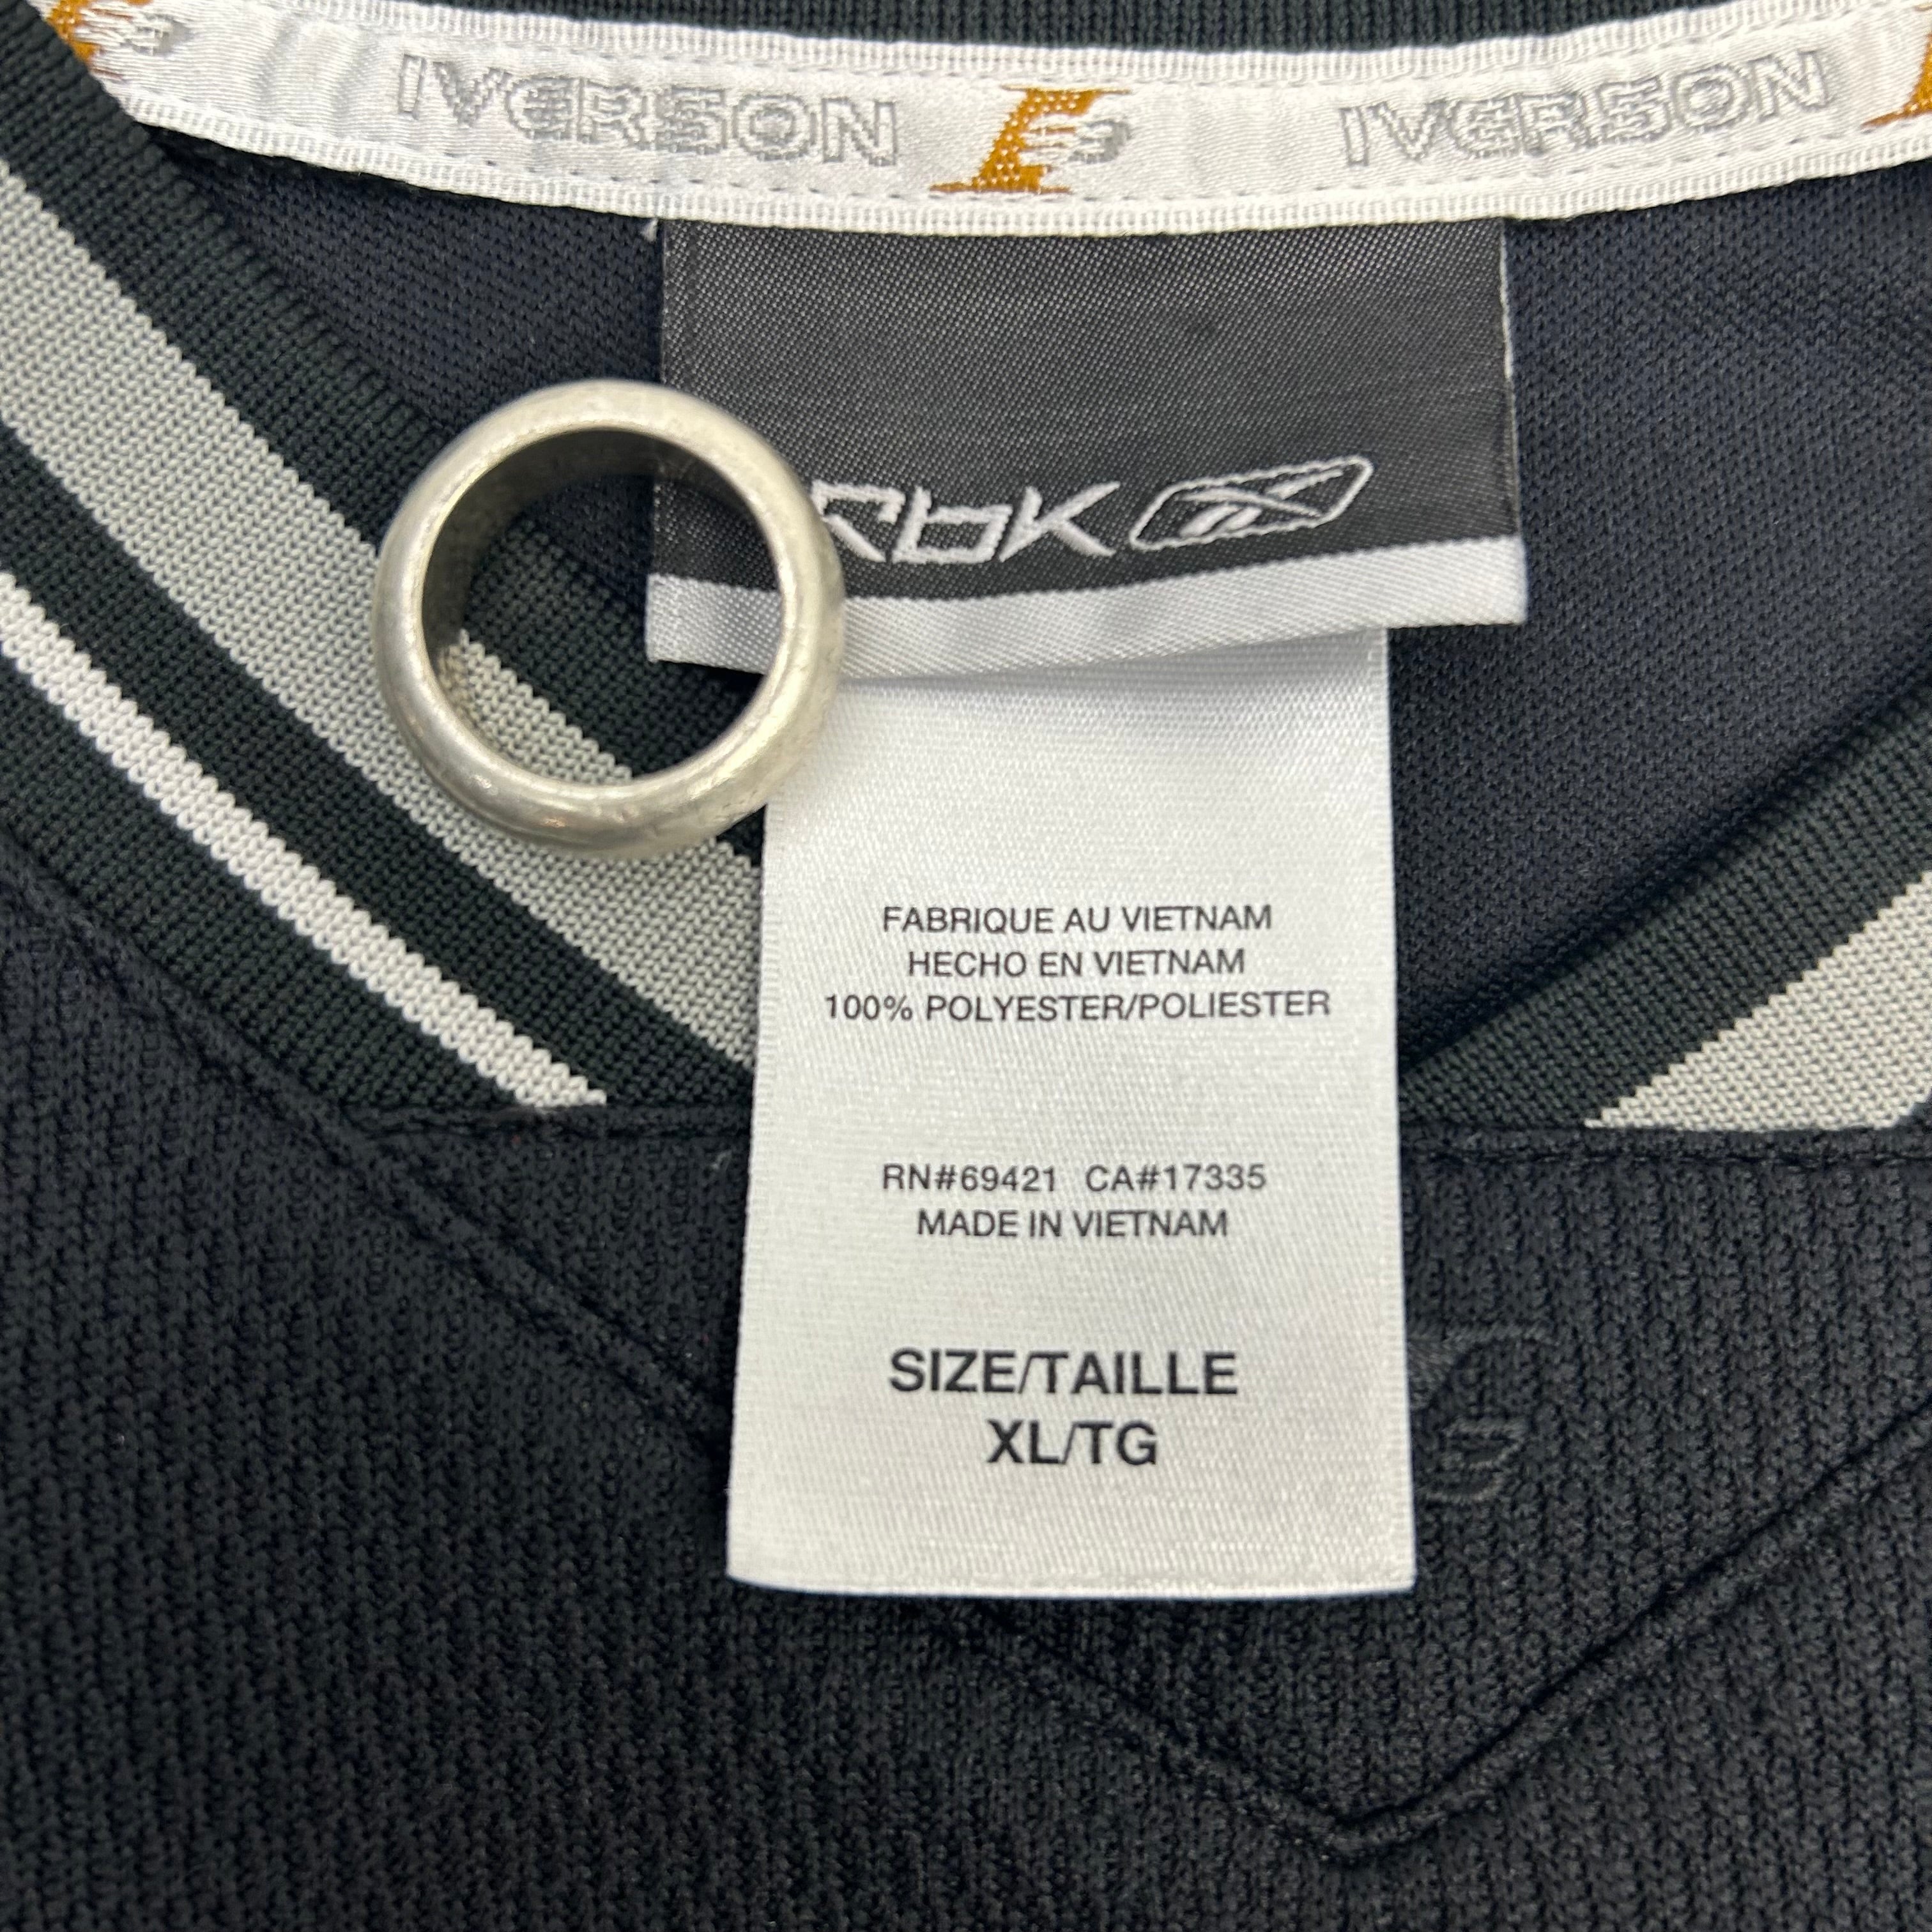 IVERSON I3 IVERSON
Rbk
FABRIQUE AU VIETNAM
HECHO EN VIETNAM
100% POLYESTER/POLIESTER
RN#69421 CA#17335
MADE IN VIETNAM
SIZE/TAILLE
XL/TG